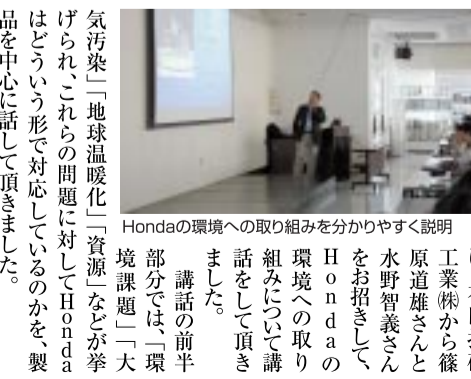 Hondaの環境への取り組みを分かりやすく説明
工業㈱から篠
原道雄さんと
水野智義さん
をお招きして、
Hondaの
環境への取り
組みについて講
話をして頂き
ました。
講話の前半
部分では、「環
境課題」「大
気汚染」「地球温暖化」「資源」などが挙
げられ、これらの問題に対してHonda
はどういう形で対応しているのかを、製
品を中心に話して頂きました。